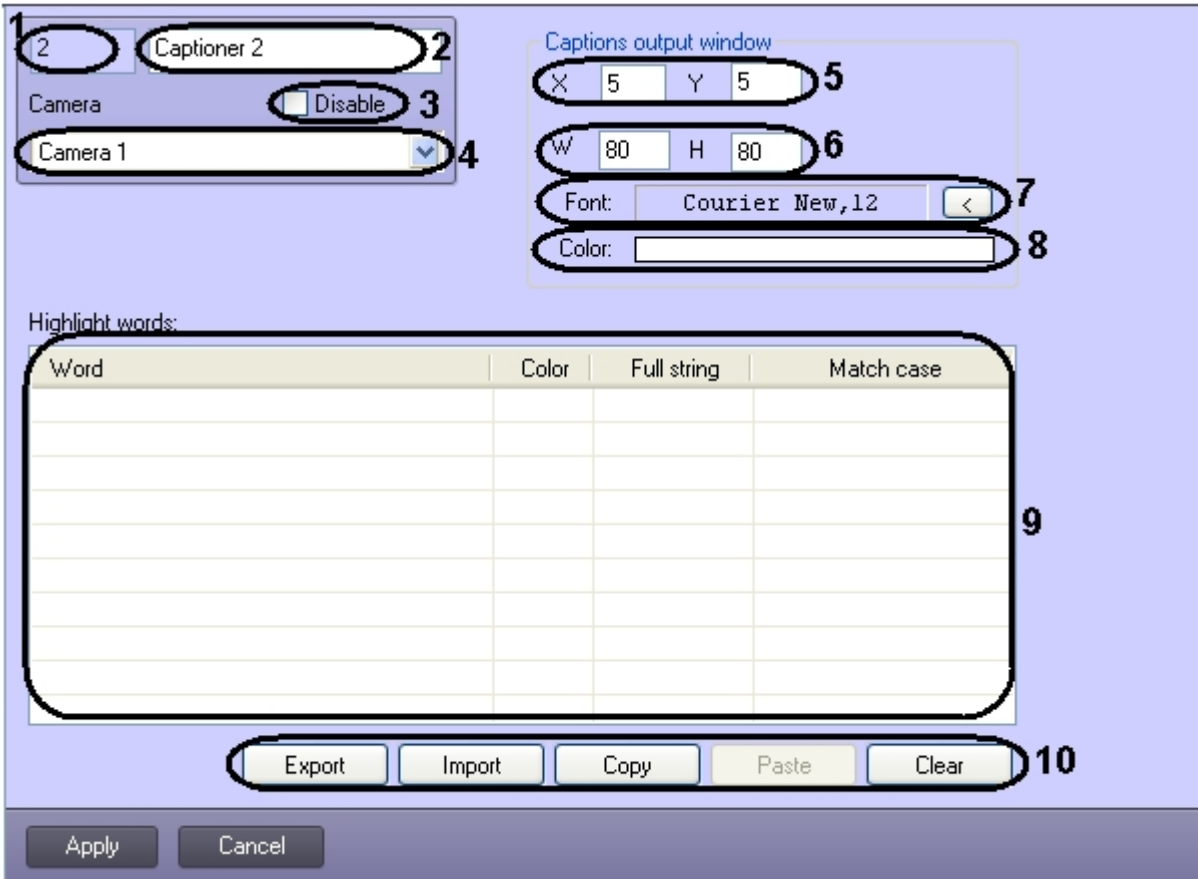 1
2 Captioner 2 2
Camera Disable 3
Camera 1 4
Captions output window
X 5 Y 5 5
W 80 H 80 6
Font: Courier New,12 < 7
Color: 8
Highlight words:
Word Color Full string Match case
9
Export Import Copy Paste Clear 10
Apply Cancel